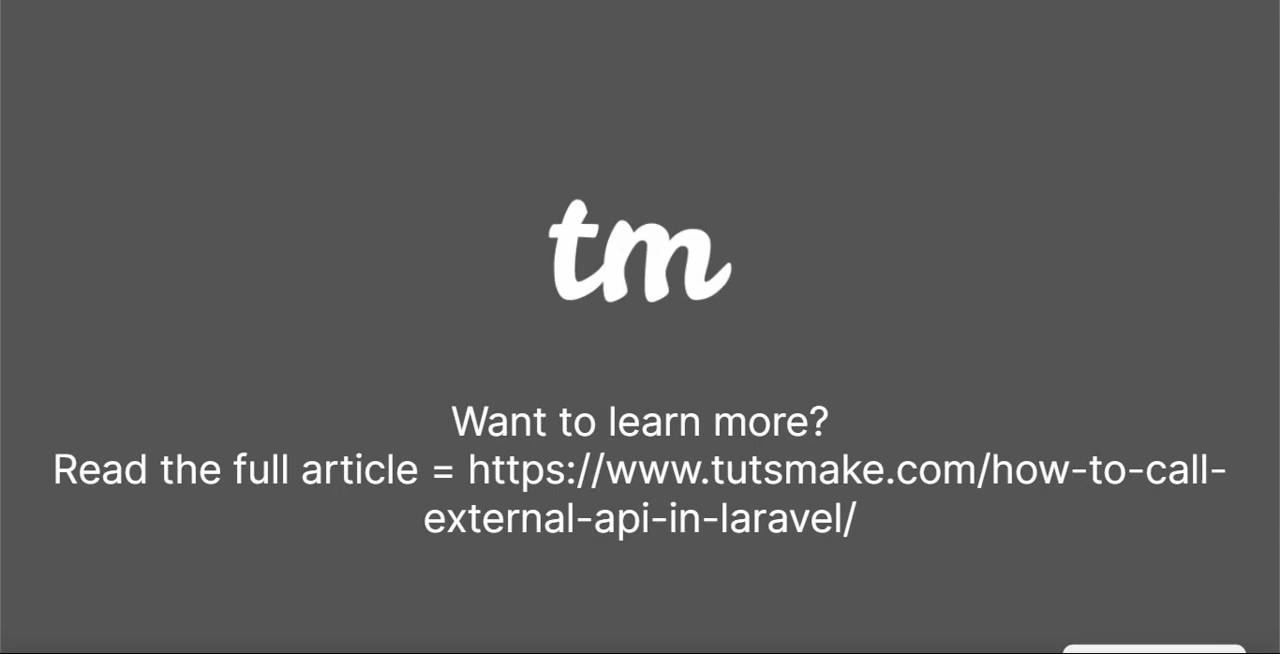 tm
Want to learn more?
Read the full article = https://www.tutsmake.com/how-to-call-
external-api-in-laravel/